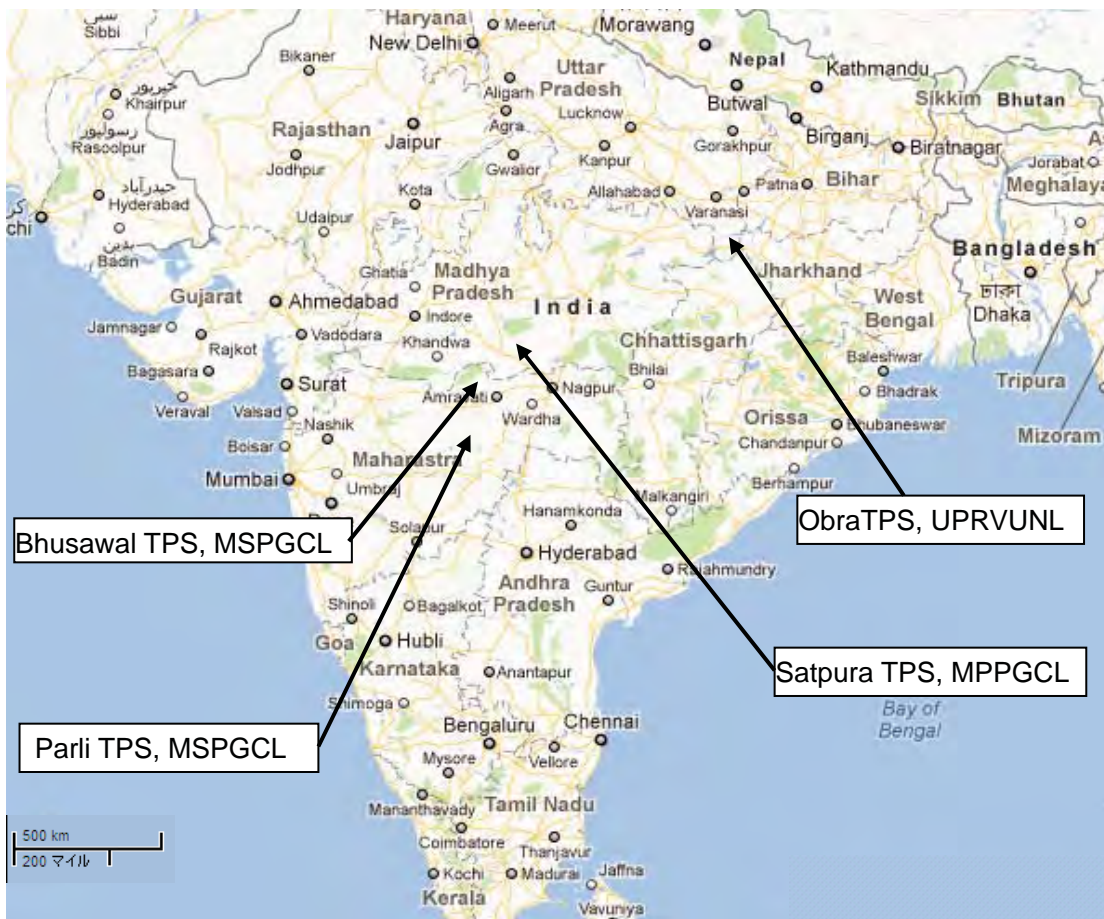 سبی
Sibbi
Haryana
Meerut
New Delhi
Morawang
Nepal
Kathmandu
Bikaner
Uttar
Pradesh
Aligarh
Butwal
Sikkim
Bhutan
خیرپور
Khairpur
رسولپور
Rasoolpur
Rajasthan
Jaipur
Agra
Lucknow
Birganj
Gorakhpur
Biratnagar
Jodhpur
Gwalior
Kanpur
Jorabat
حیدرآباد
Hyderabad
Kota
Allahabad
Patna
Bihar
Meghalaya
Varanasi
chi
Udaipur
بدین
Badin
Ghatia
Madhya
Pradesh
Jharkhand
Bangladesh
Gujarat
Ahmedabad
India
West
Bengal
ঢাকা
Dhaka
Jamnagar
Indore
Vadodara
Khandwa
Chhattisgarh
Rajkot
Baleshwar
Bagasara
Surat
Bhilai
Nagpur
Bhadrak
Tripura
Veraval
Valsad
Amravati
Wardha
Orissa
Bhubaneswar
Nashik
Chandanpur
Mizoram
Boisar
Maharastra
Mumbai
Umbraj
Berhampur
Malkangiri
Hanamkonda
ObraTPS, UPRVUNL
Bhusawal TPS, MSPGCL
Solapur
Hyderabad
Rajahmundry
Andhra
Pradesh
Guntur
Shinoli
Bagalkot
Goa
Hubli
Karnataka
Anantapur
Satpura TPS, MPPGCL
Shimoga
Bay of
Bengal
Bengaluru
Chennai
Parli TPS, MSPGCL
Mysore
Vellore
Mananthavady
Tamil Nadu
500 km
Coimbatore
200 マイル
Thanjavur
Kochi
Madurai
Jaffna
Kerala
Vavuniya